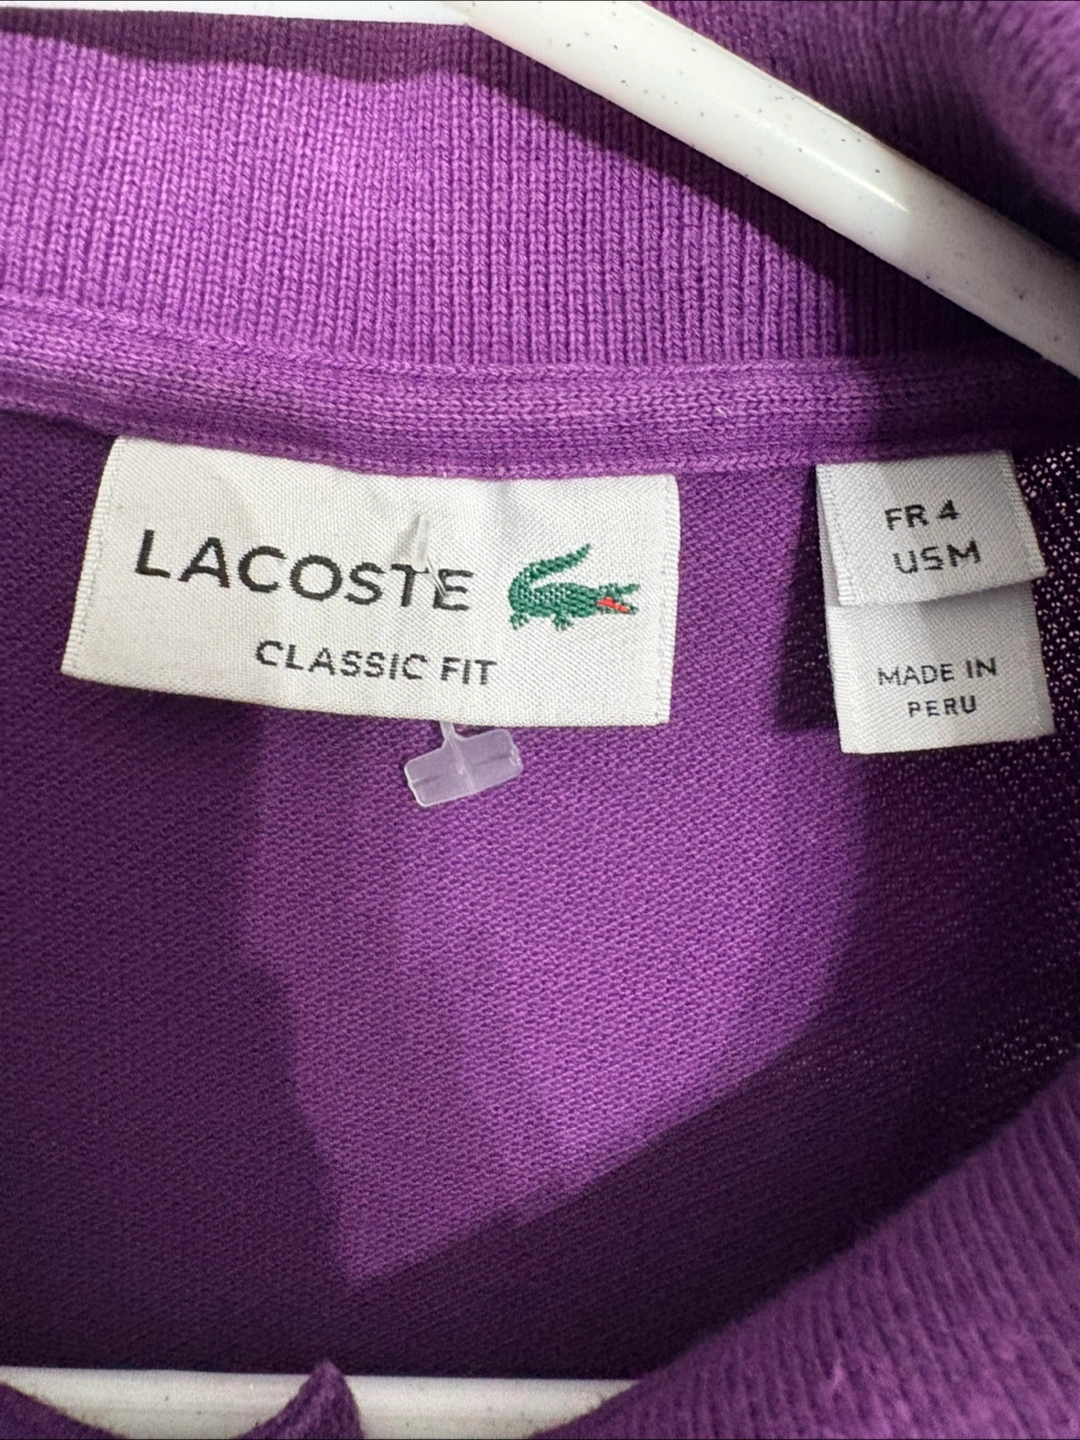 LACOSTE
CLASSIC FIT
FR 4
US M
MADE IN
PERU